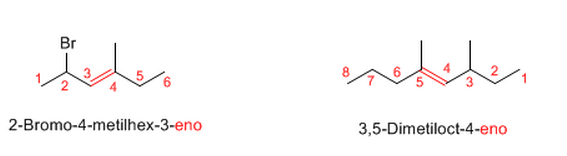 Br
1 2 3 4 5 6
2-Bromo-4-metilhex-3-eno
8 7 6 5 4 3 2 1
3,5-Dimetiloct-4-eno